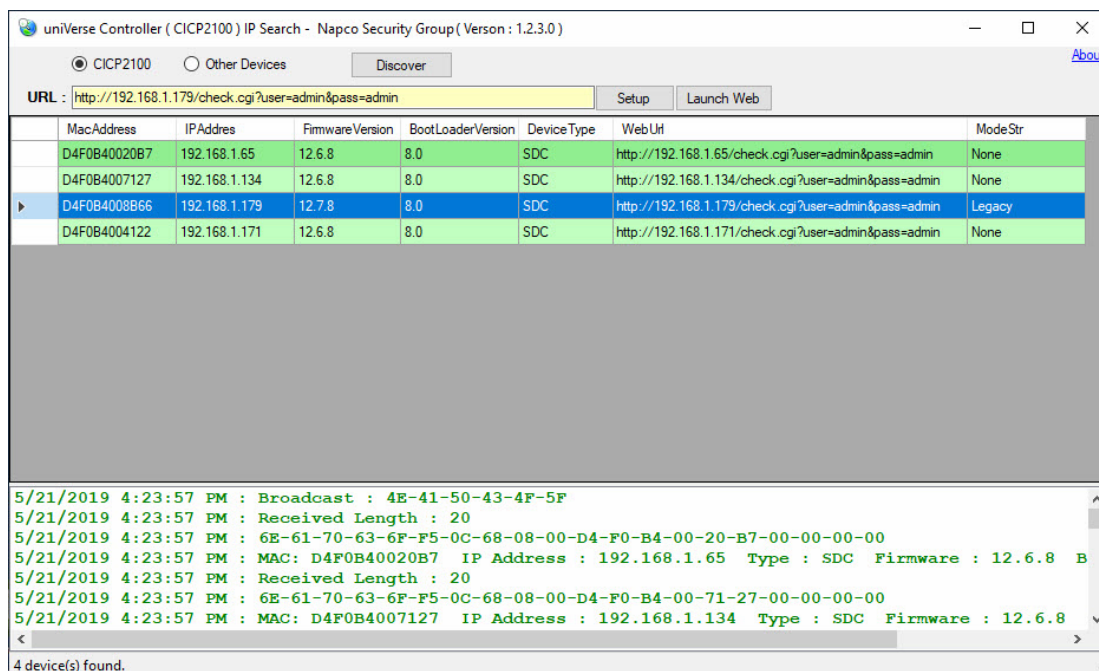 uniVerse Controller ( CICP2100 ) IP Search - Napco Security Group ( Verson : 1.2.3.0 )
CICP2100 Other Devices Discover Abou
URL : http://192.168.1.179/check.cgi?user=admin&pass=admin Setup Launch Web
MacAddress IPAddres FirmwareVersion BootLoaderVersion DeviceType WebUrl ModeStr
D4F0B40020B7 192.168.1.65 12.6.8 8.0 SDC http://192.168.1.65/check.cgi?user=admin&pass=admin None
D4F0B4007127 192.168.1.134 12.6.8 8.0 SDC http://192.168.1.134/check.cgi?user=admin&pass=admin None
D4F0B4008B66 192.168.1.179 12.7.8 8.0 SDC http://192.168.1.179/check.cgi?user=admin&pass=admin Legacy
D4F0B4004122 192.168.1.171 12.6.8 8.0 SDC http://192.168.1.171/check.cgi?user=admin&pass=admin None
5/21/2019 4:23:57 PM : Broadcast : 4E-41-50-43-4F-5F
5/21/2019 4:23:57 PM : Received Length : 20
5/21/2019 4:23:57 PM : 6E-61-70-63-6F-F5-0C-68-08-00-D4-F0-B4-00-20-B7-00-00-00-00
5/21/2019 4:23:57 PM : MAC: D4F0B40020B7 IP Address : 192.168.1.65 Type : SDC Firmware : 12.6.8 B
5/21/2019 4:23:57 PM : Received Length : 20
5/21/2019 4:23:57 PM : 6E-61-70-63-6F-F5-0C-68-08-00-D4-F0-B4-00-71-27-00-00-00-00
5/21/2019 4:23:57 PM : MAC: D4F0B4007127 IP Address : 192.168.1.134 Type : SDC Firmware : 12.6.8
4 device(s) found.